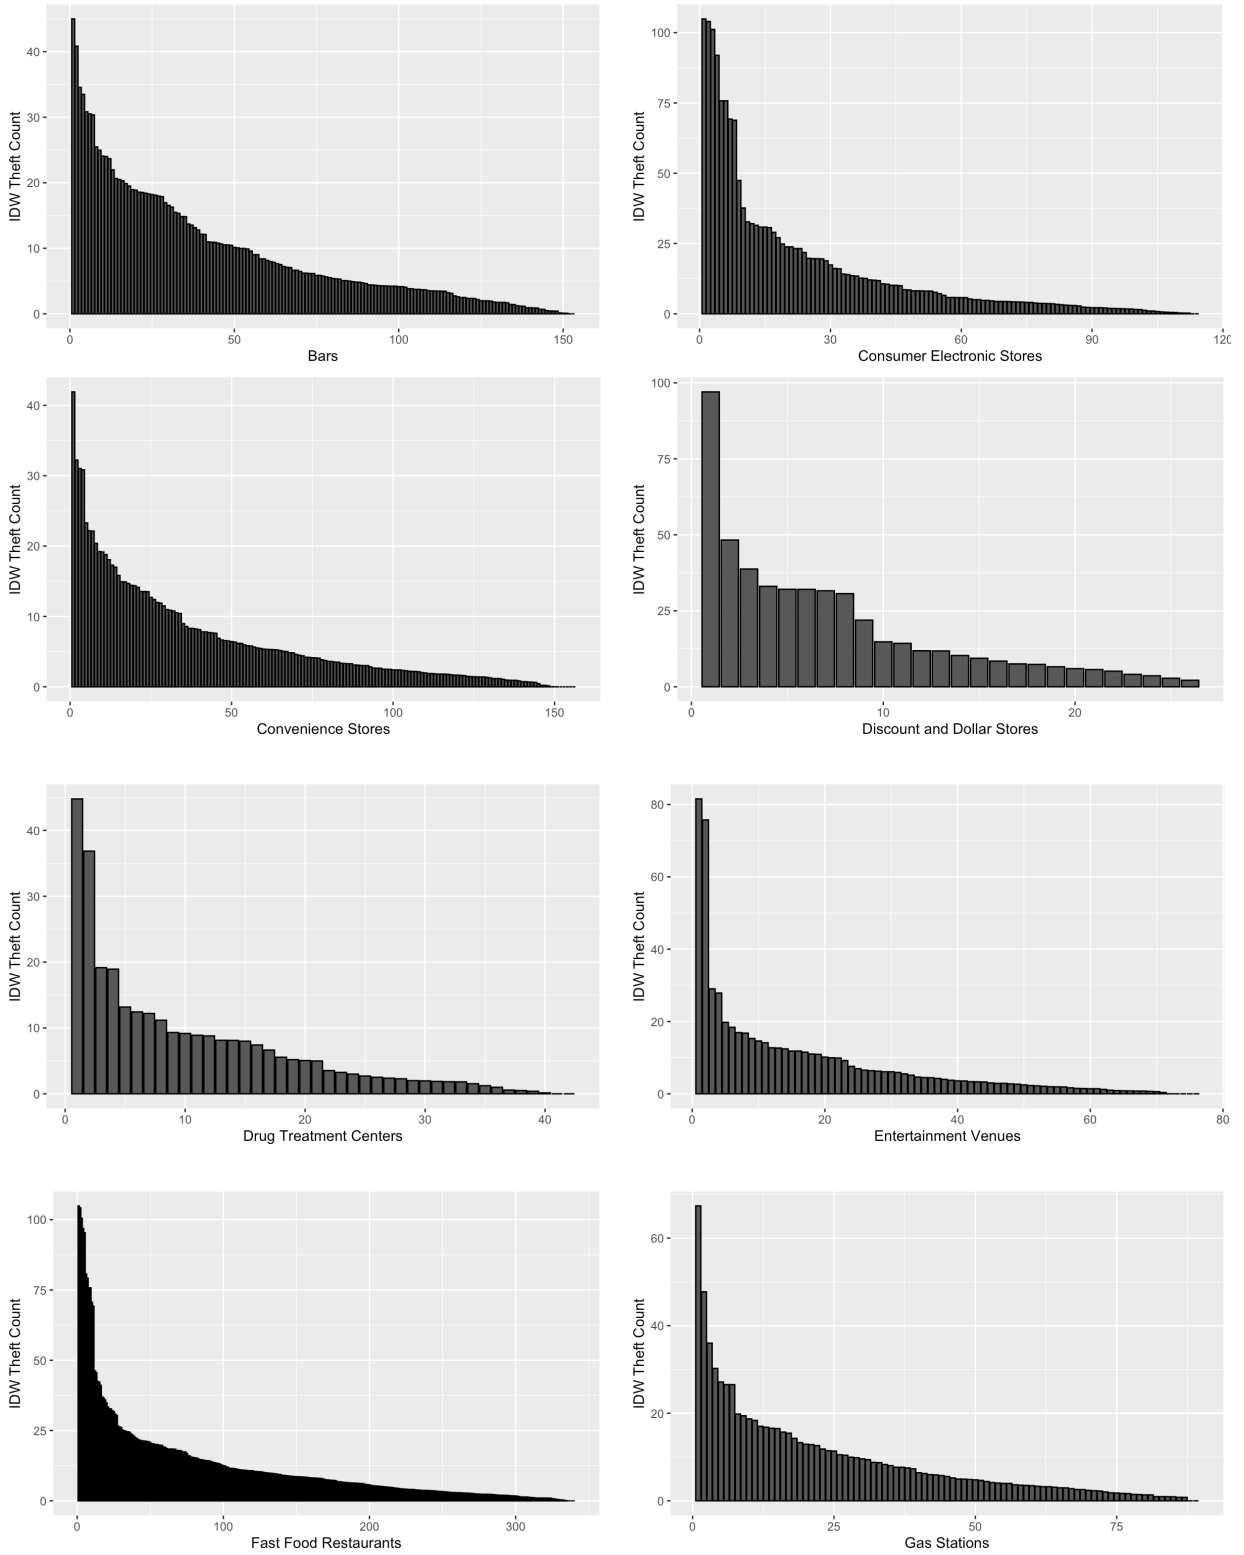 IDW Theft Count
40
30
20
10
0
0 50 100 150
Bars
IDW Theft Count
100
75
50
25
0
0 30 60 90 120
Consumer Electronic Stores
IDW Theft Count
40
30
20
10
0
0 50 100 150
Convenience Stores
IDW Theft Count
100
75
50
25
0
0 10 20
Discount and Dollar Stores
IDW Theft Count
40
30
20
10
0
0 10 20 30 40
Drug Treatment Centers
IDW Theft Count
80
60
40
20
0
0 20 40 60 80
Entertainment Venues
IDW Theft Count
100
75
50
25
0
0 100 200 300
Fast Food Restaurants
IDW Theft Count
60
40
20
0
0 25 50 75
Gas Stations